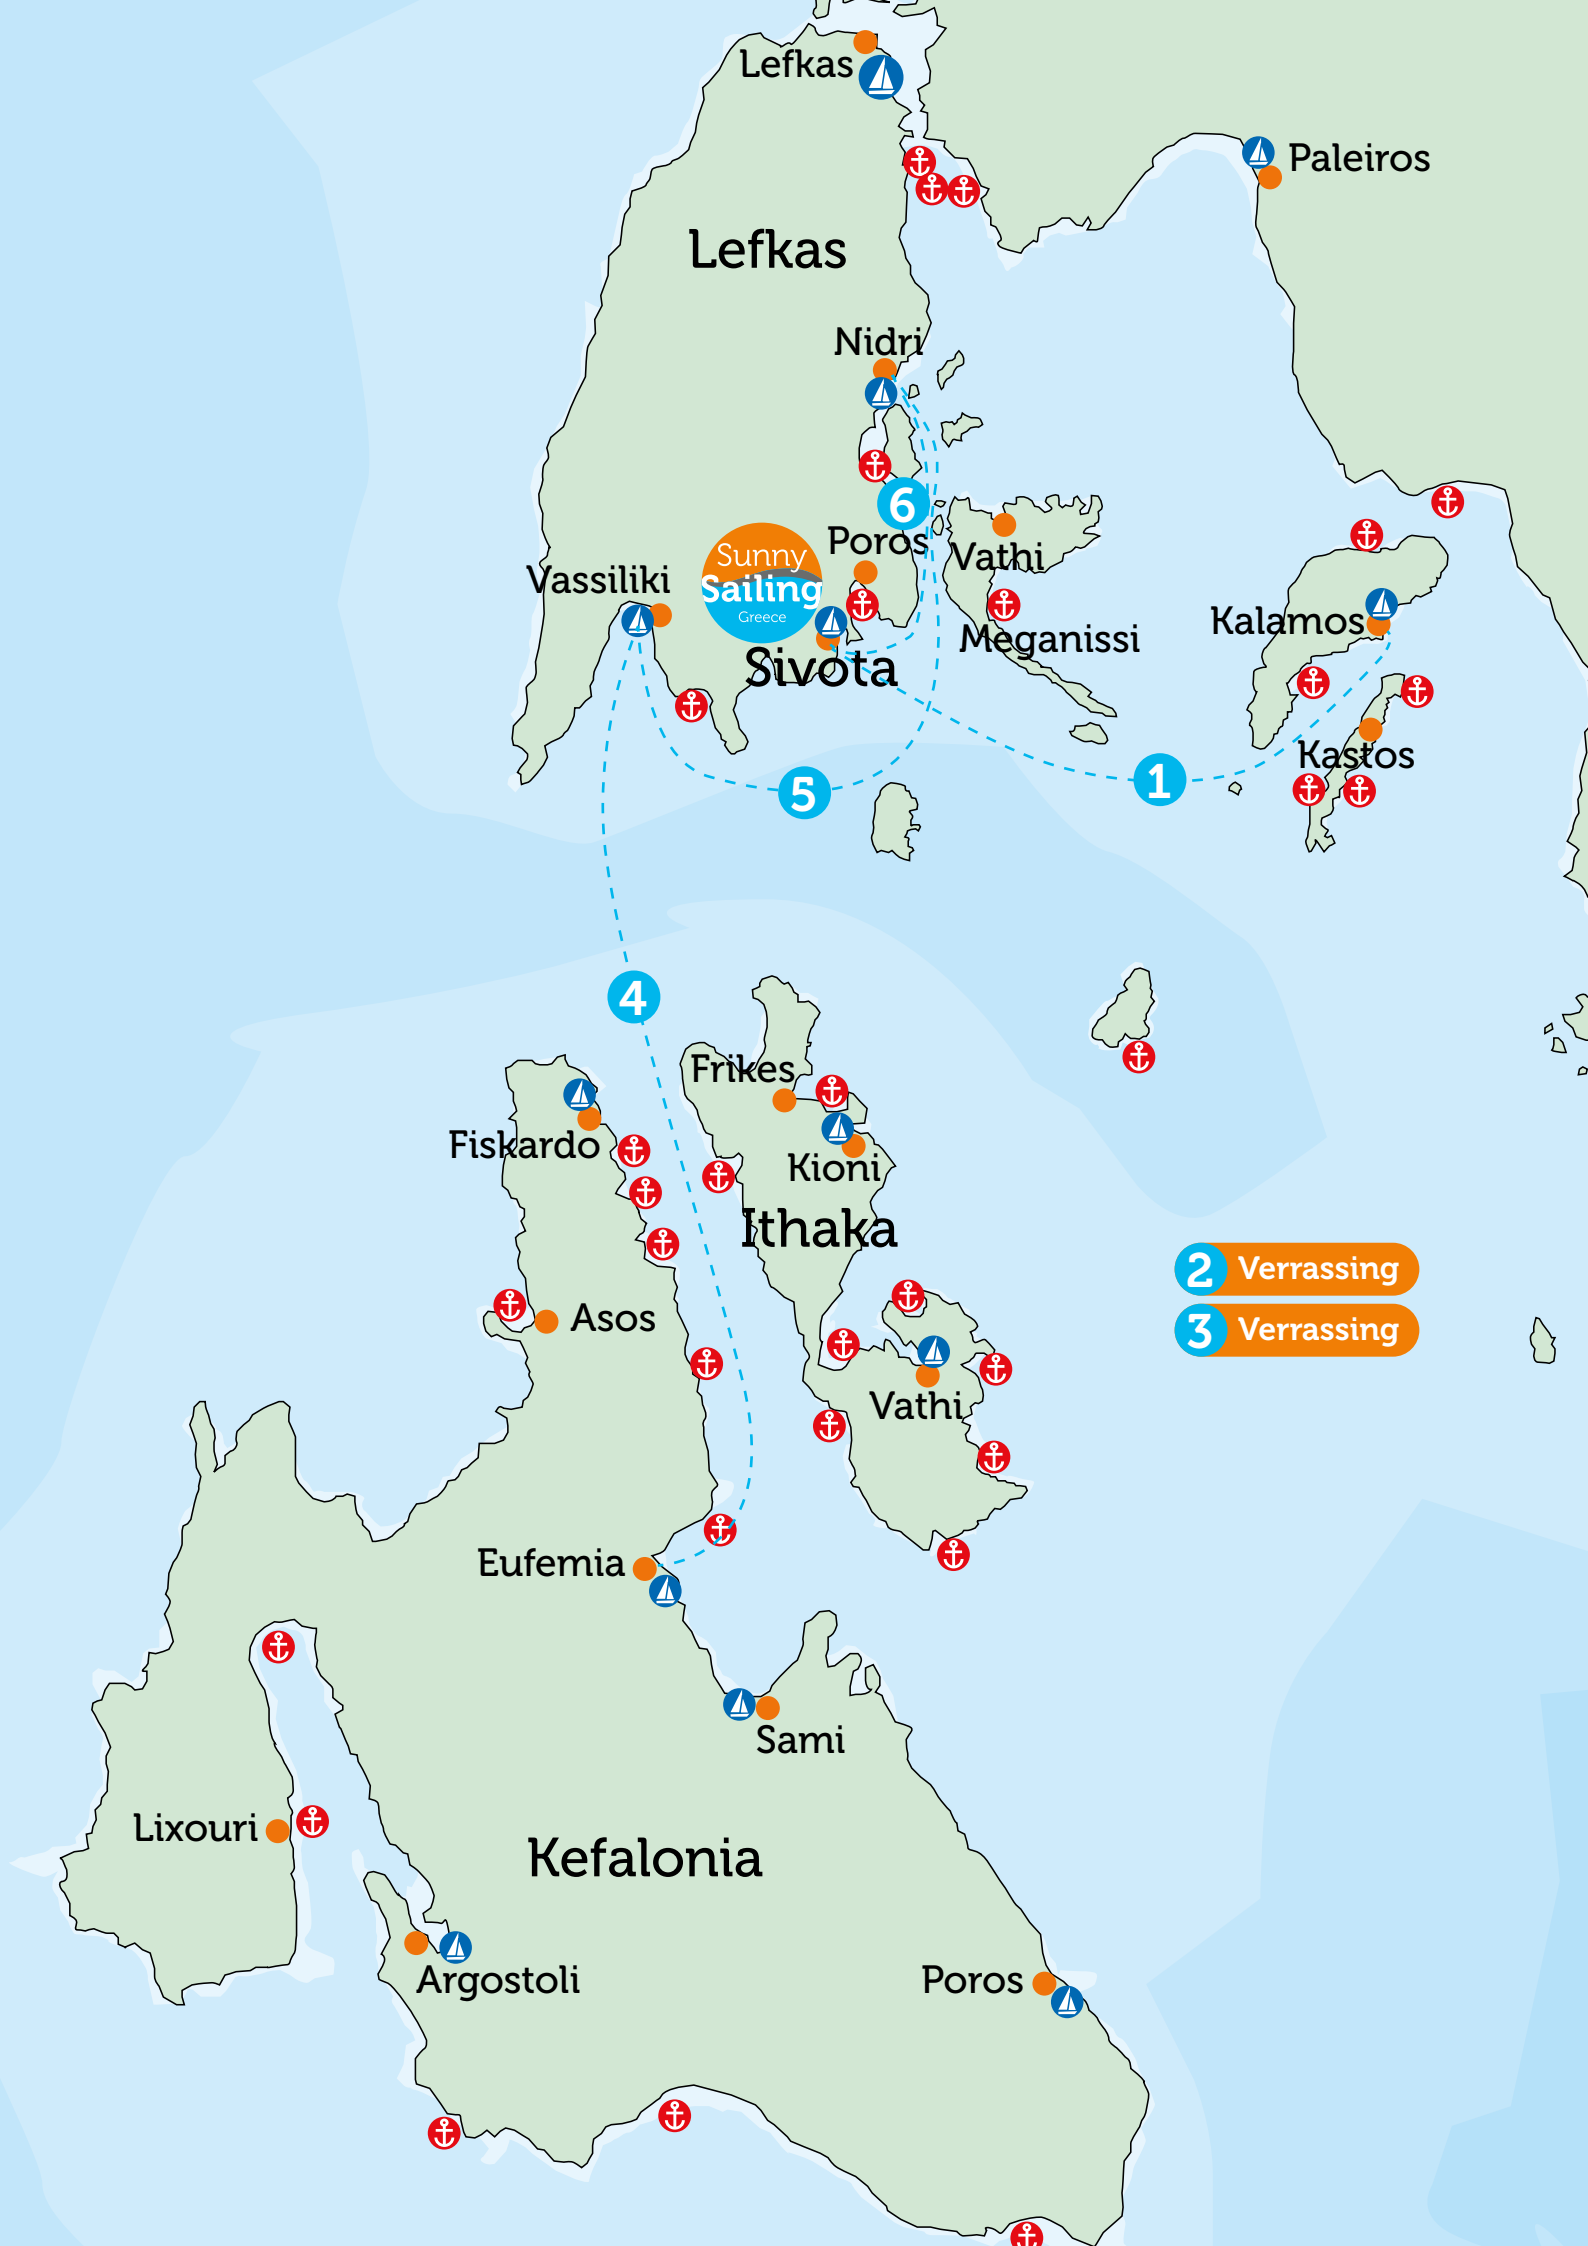 Lefkas
Paleiros
Lefkas
Nidri
6
Poros
Vathi
Sunny
Sailing
Greece
Vassiliki
Kalamos
Meganissi
Sivota
Kastos
1
5
4
Frikes
Fiskardo
Kioni
Ithaka
2 Verrassing
3 Verrassing
Asos
Vathi
Eufemia
Sami
Lixouri
Kefalonia
Argostoli
Poros